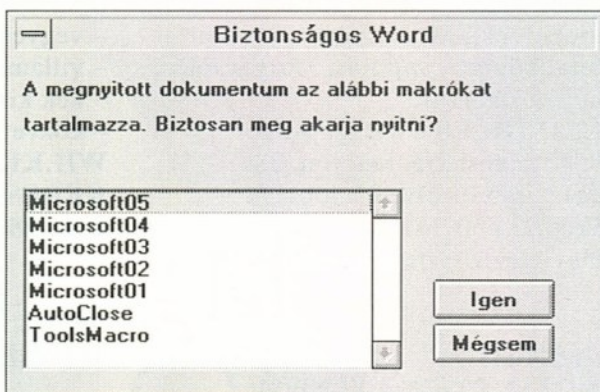 Biztonságos Word
A megnyitott dokumentum az alábbi makrókat
tartalmazza. Biztosan meg akarja nyitni?
Microsoft05
Microsoft04
Microsoft03
Microsoft02
Microsoft01
AutoClose
ToolsMacro
Igen
Mégsem